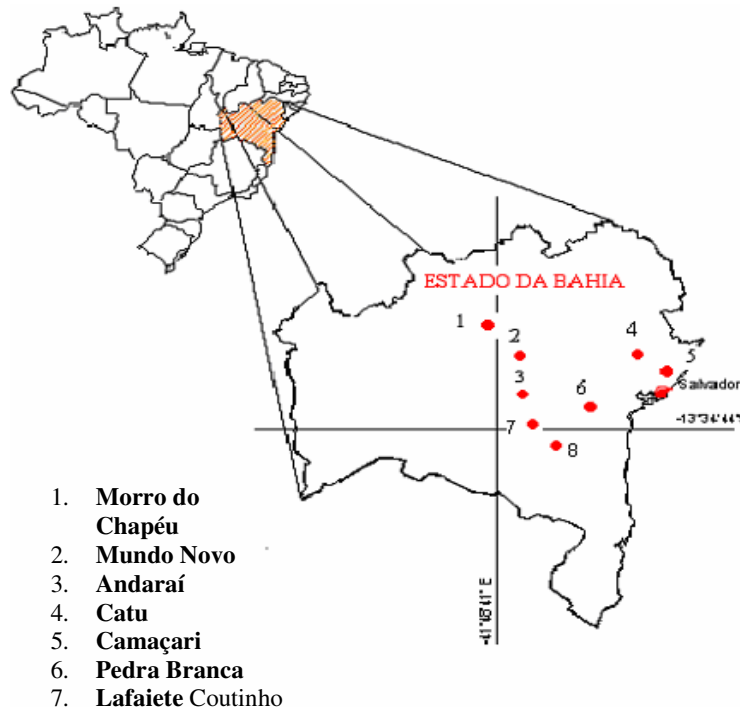 ESTADO DA BAHIA
1
2
3
4
5
6
7
8
Salvador
-13°34'44"
1. Morro do
Chapéu
2. Mundo Novo
3. Andaraí
4. Catu
5. Camaçari
6. Pedra Branca
7. Lafaiete Coutinho